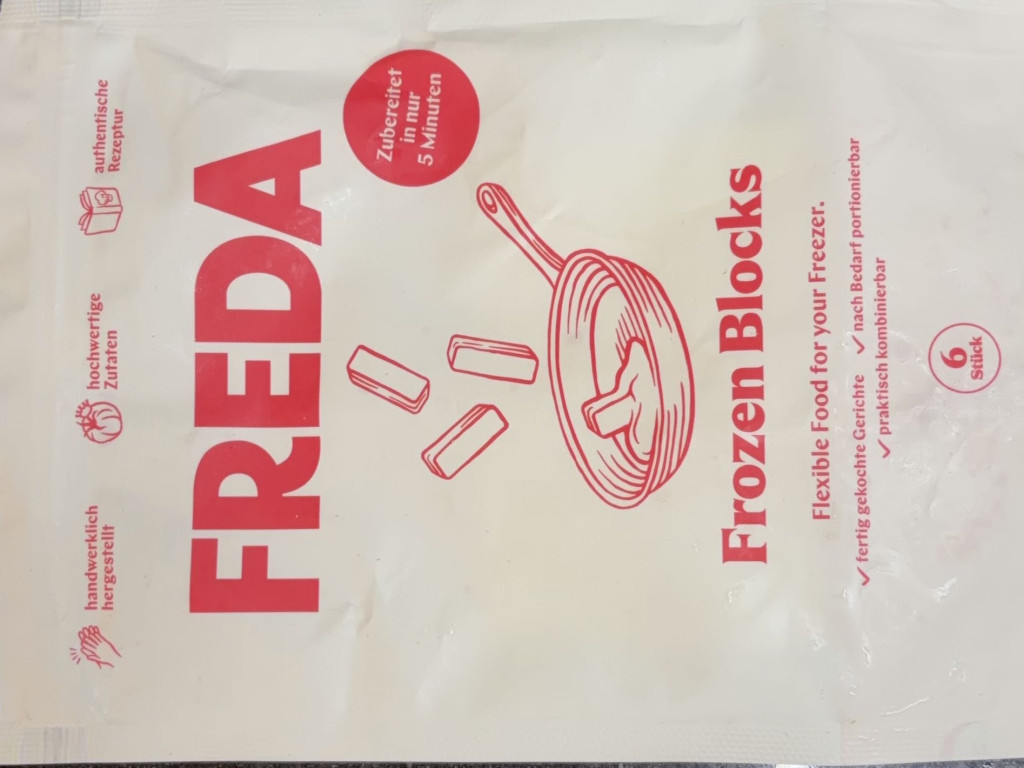 handwerklich
hergestellt
hochwertige
Zutaten
authentische
Rezeptur
FREDA
Zubereitet
in nur
5 Minuten
Frozen Blocks
Flexible Food for your Freezer.
✓ fertig gekochte Gerichte ✓ nach Bedarf portionierbar
✓ praktisch kombinierbar
6
Stück